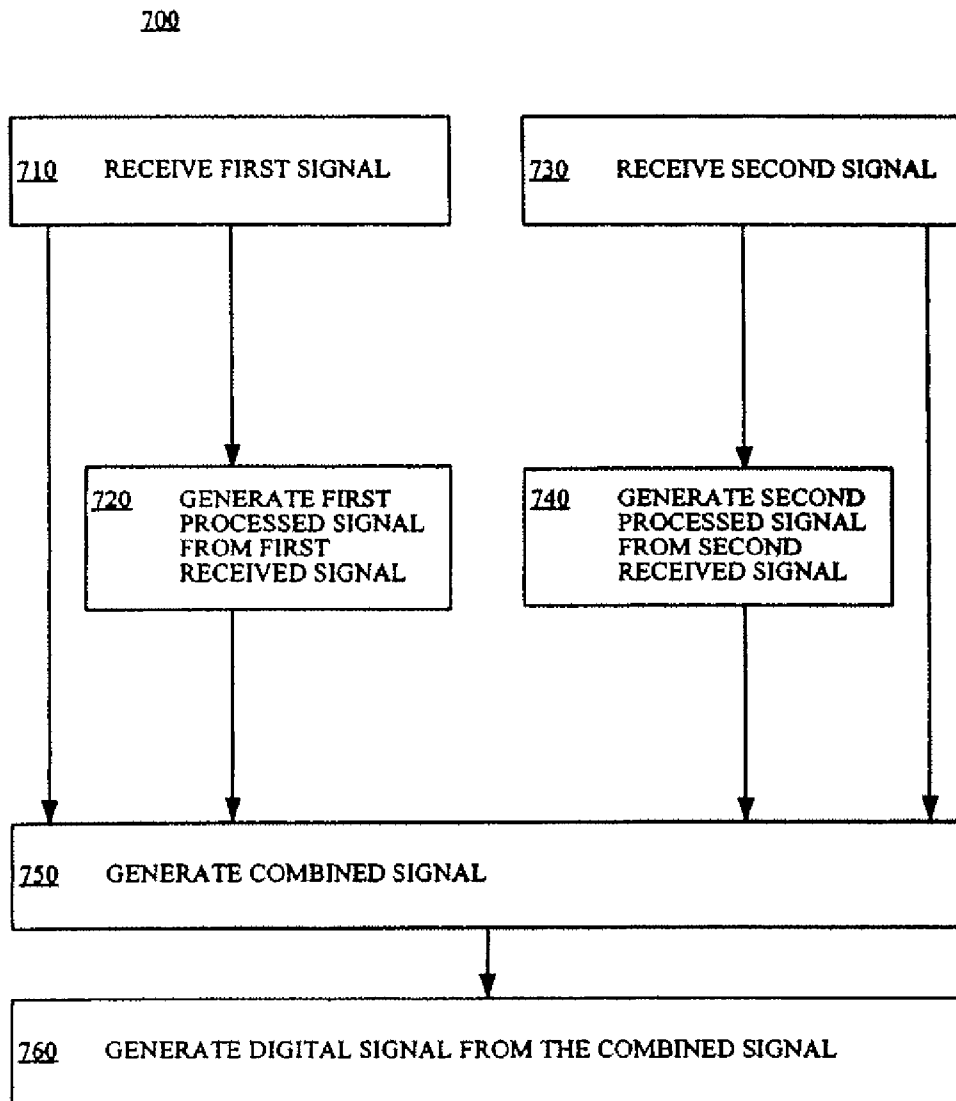 700
710 RECEIVE FIRST SIGNAL
730 RECEIVE SECOND SIGNAL
720 GENERATE FIRST
PROCESSED SIGNAL
FROM FIRST
RECEIVED SIGNAL
740 GENERATE SECOND
PROCESSED SIGNAL
FROM SECOND
RECEIVED SIGNAL
750 GENERATE COMBINED SIGNAL
760 GENERATE DIGITAL SIGNAL FROM THE COMBINED SIGNAL